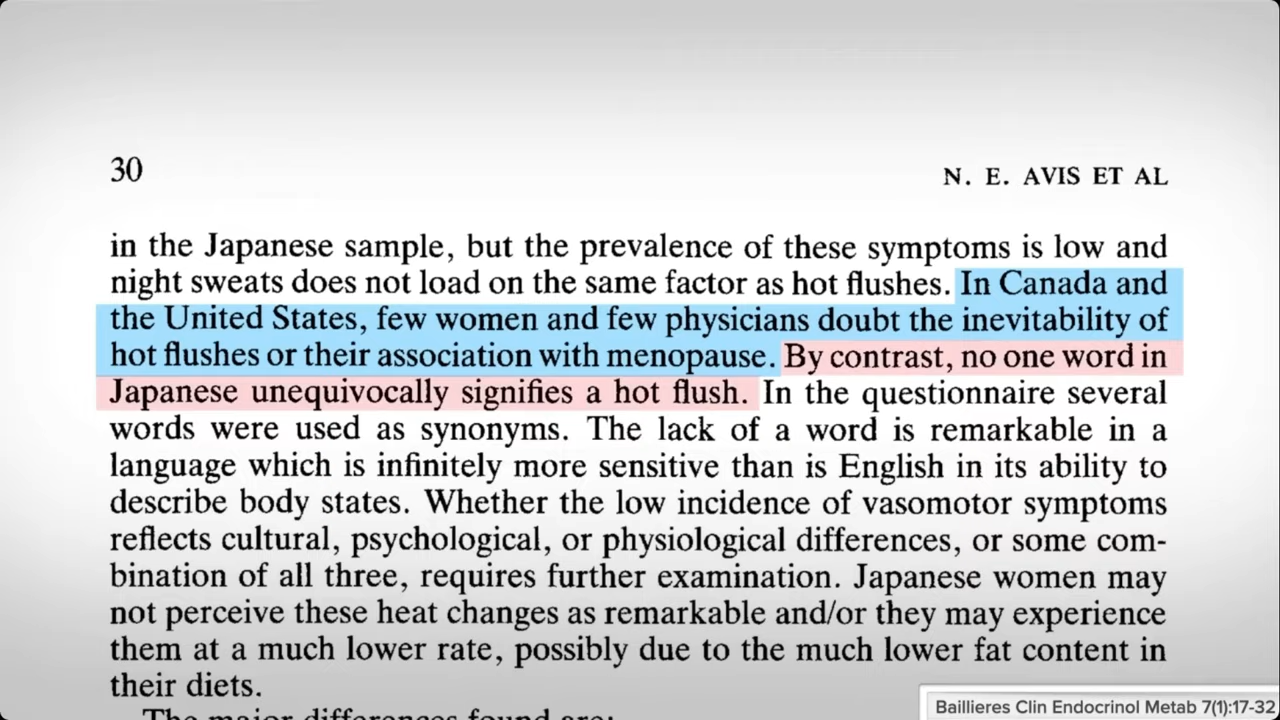 30
N. E. AVIS ET AL
in the Japanese sample, but the prevalence of these symptoms is low and
night sweats does not load on the same factor as hot flushes. In Canada and
the United States, few women and few physicians doubt the inevitability of
hot flushes or their association with menopause. By contrast, no one word in
Japanese unequivocally signifies a hot flush. In the questionnaire several
words were used as synonyms. The lack of a word is remarkable in a
language which is infinitely more sensitive than is English in its ability to
describe body states. Whether the low incidence of vasomotor symptoms
reflects cultural, psychological, or physiological differences, or some com-
bination of all three, requires further examination. Japanese women may
not perceive these heat changes as remarkable and/or they may experience
them at a much lower rate, possibly due to the much lower fat content in
their diets.
The major differences found are:
Baillieres Clin Endocrinol Metab 7(1):17-32